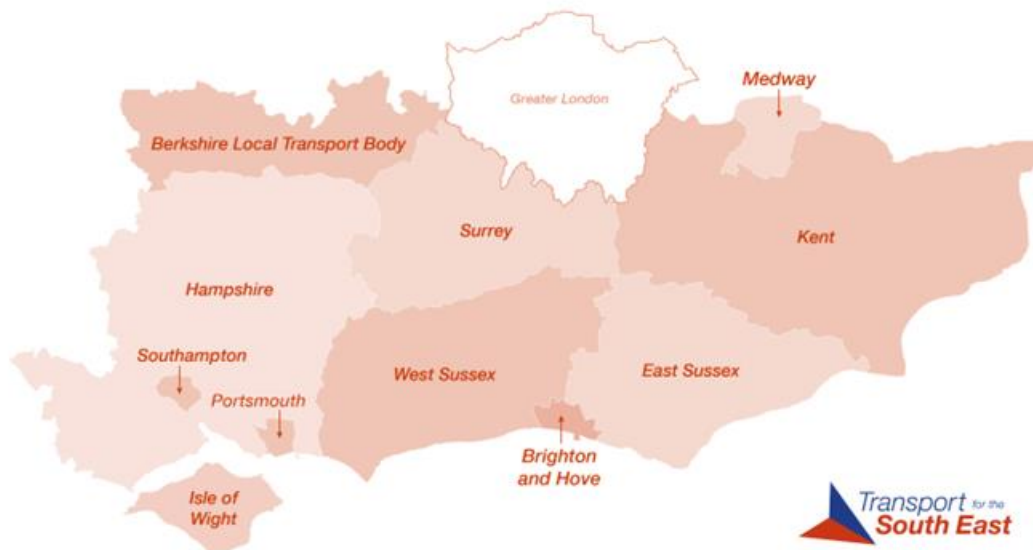 Greater London
Medway
Berkshire Local Transport Body
Surrey
Kent
Hampshire
Southampton
West Sussex
East Sussex
Portsmouth
Brighton
and Hove
Isle of
Wight
Transport for the
South East